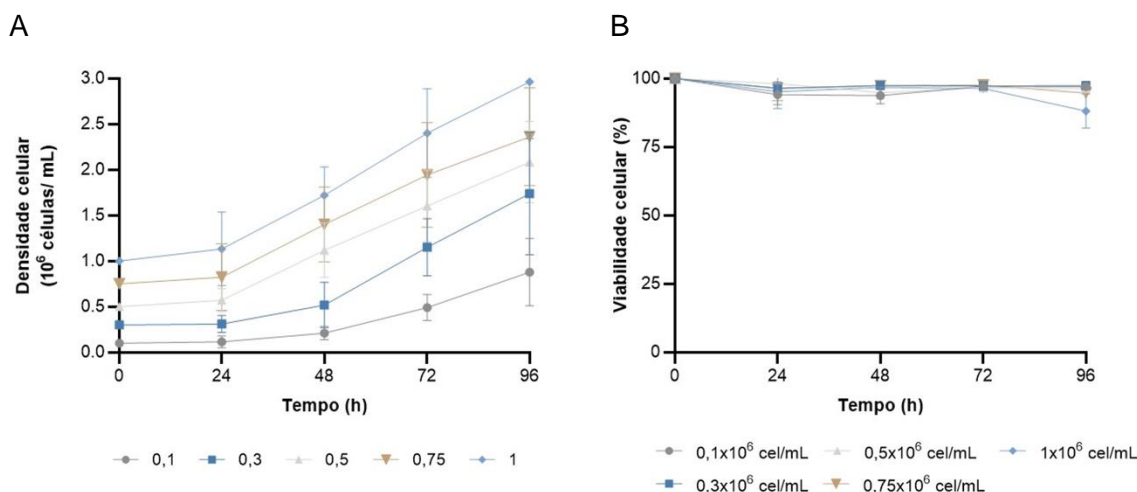 A
B
Densidade celular
(10⁶ células/ mL)
3.0
2.5
2.0
1.5
1.0
0.5
0.0
0 24 48 72 96
Tempo (h)
0,1 0,3 0,5 0,75 1
Viabilidade celular (%)
100
75
50
25
0
0 24 48 72 96
Tempo (h)
0,1x10⁶ cel/mL 0,5x10⁶ cel/mL 1x10⁶ cel/mL
0,3x10⁶ cel/mL 0,75x10⁶ cel/mL